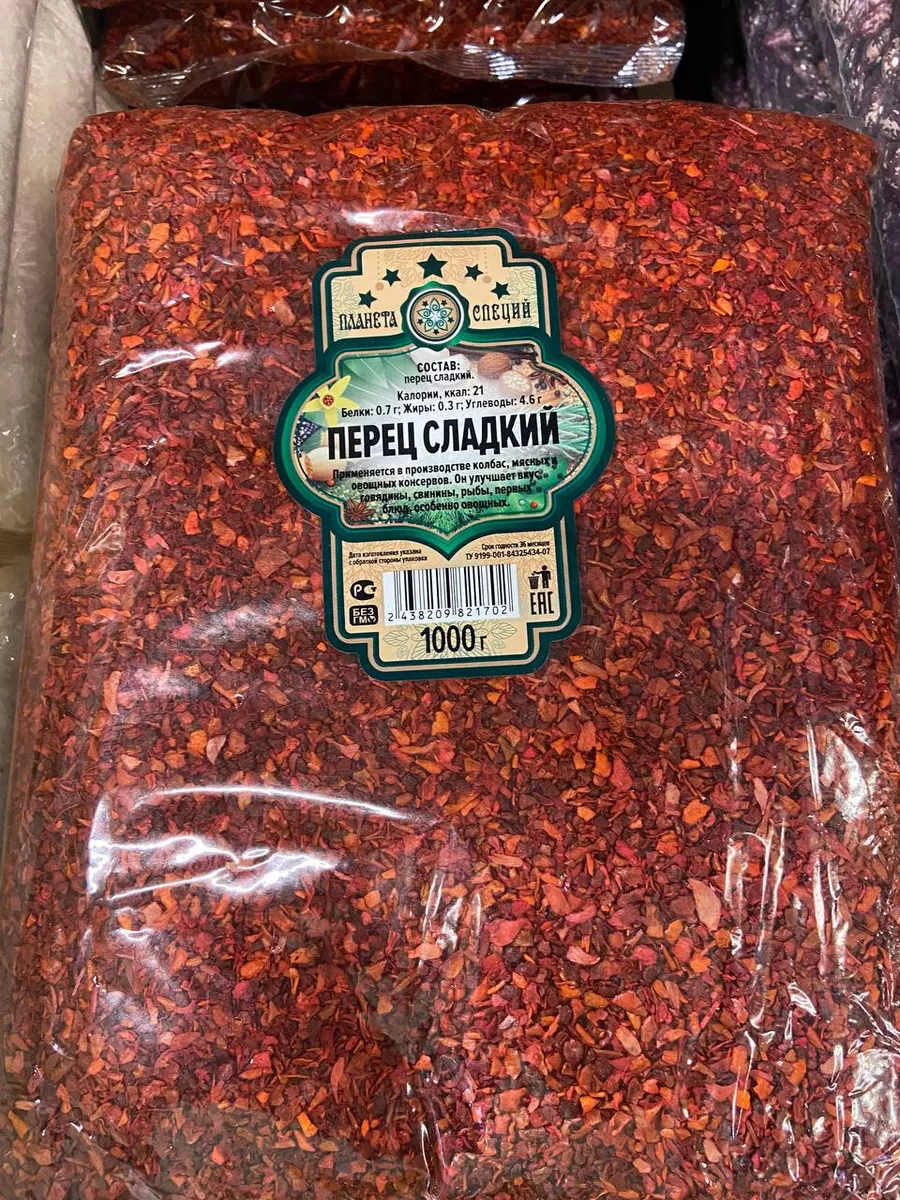 ПЛАНЕТА СПЕЦИЙ
СОСТАВ:
перец сладкий.
Калории, ккал: 21
Белки: 0.7 г; Жиры: 0.3 г; Углеводы: 4.6 г
ПЕРЕЦ СЛАДКИЙ
Применяется в производстве колбас, мясных и
овощных консервов. Он улучшает вкус
говядины, свинины, рыбы, первых
блюд, особенно овощных.
Дата изготовления указана
с обратной стороны упаковки
Срок годности 36 месяцев
ТУ 9199-001-84325434-07
РСТ
БЕЗ
ГМО
2 438209 821702
EAC
1000 г